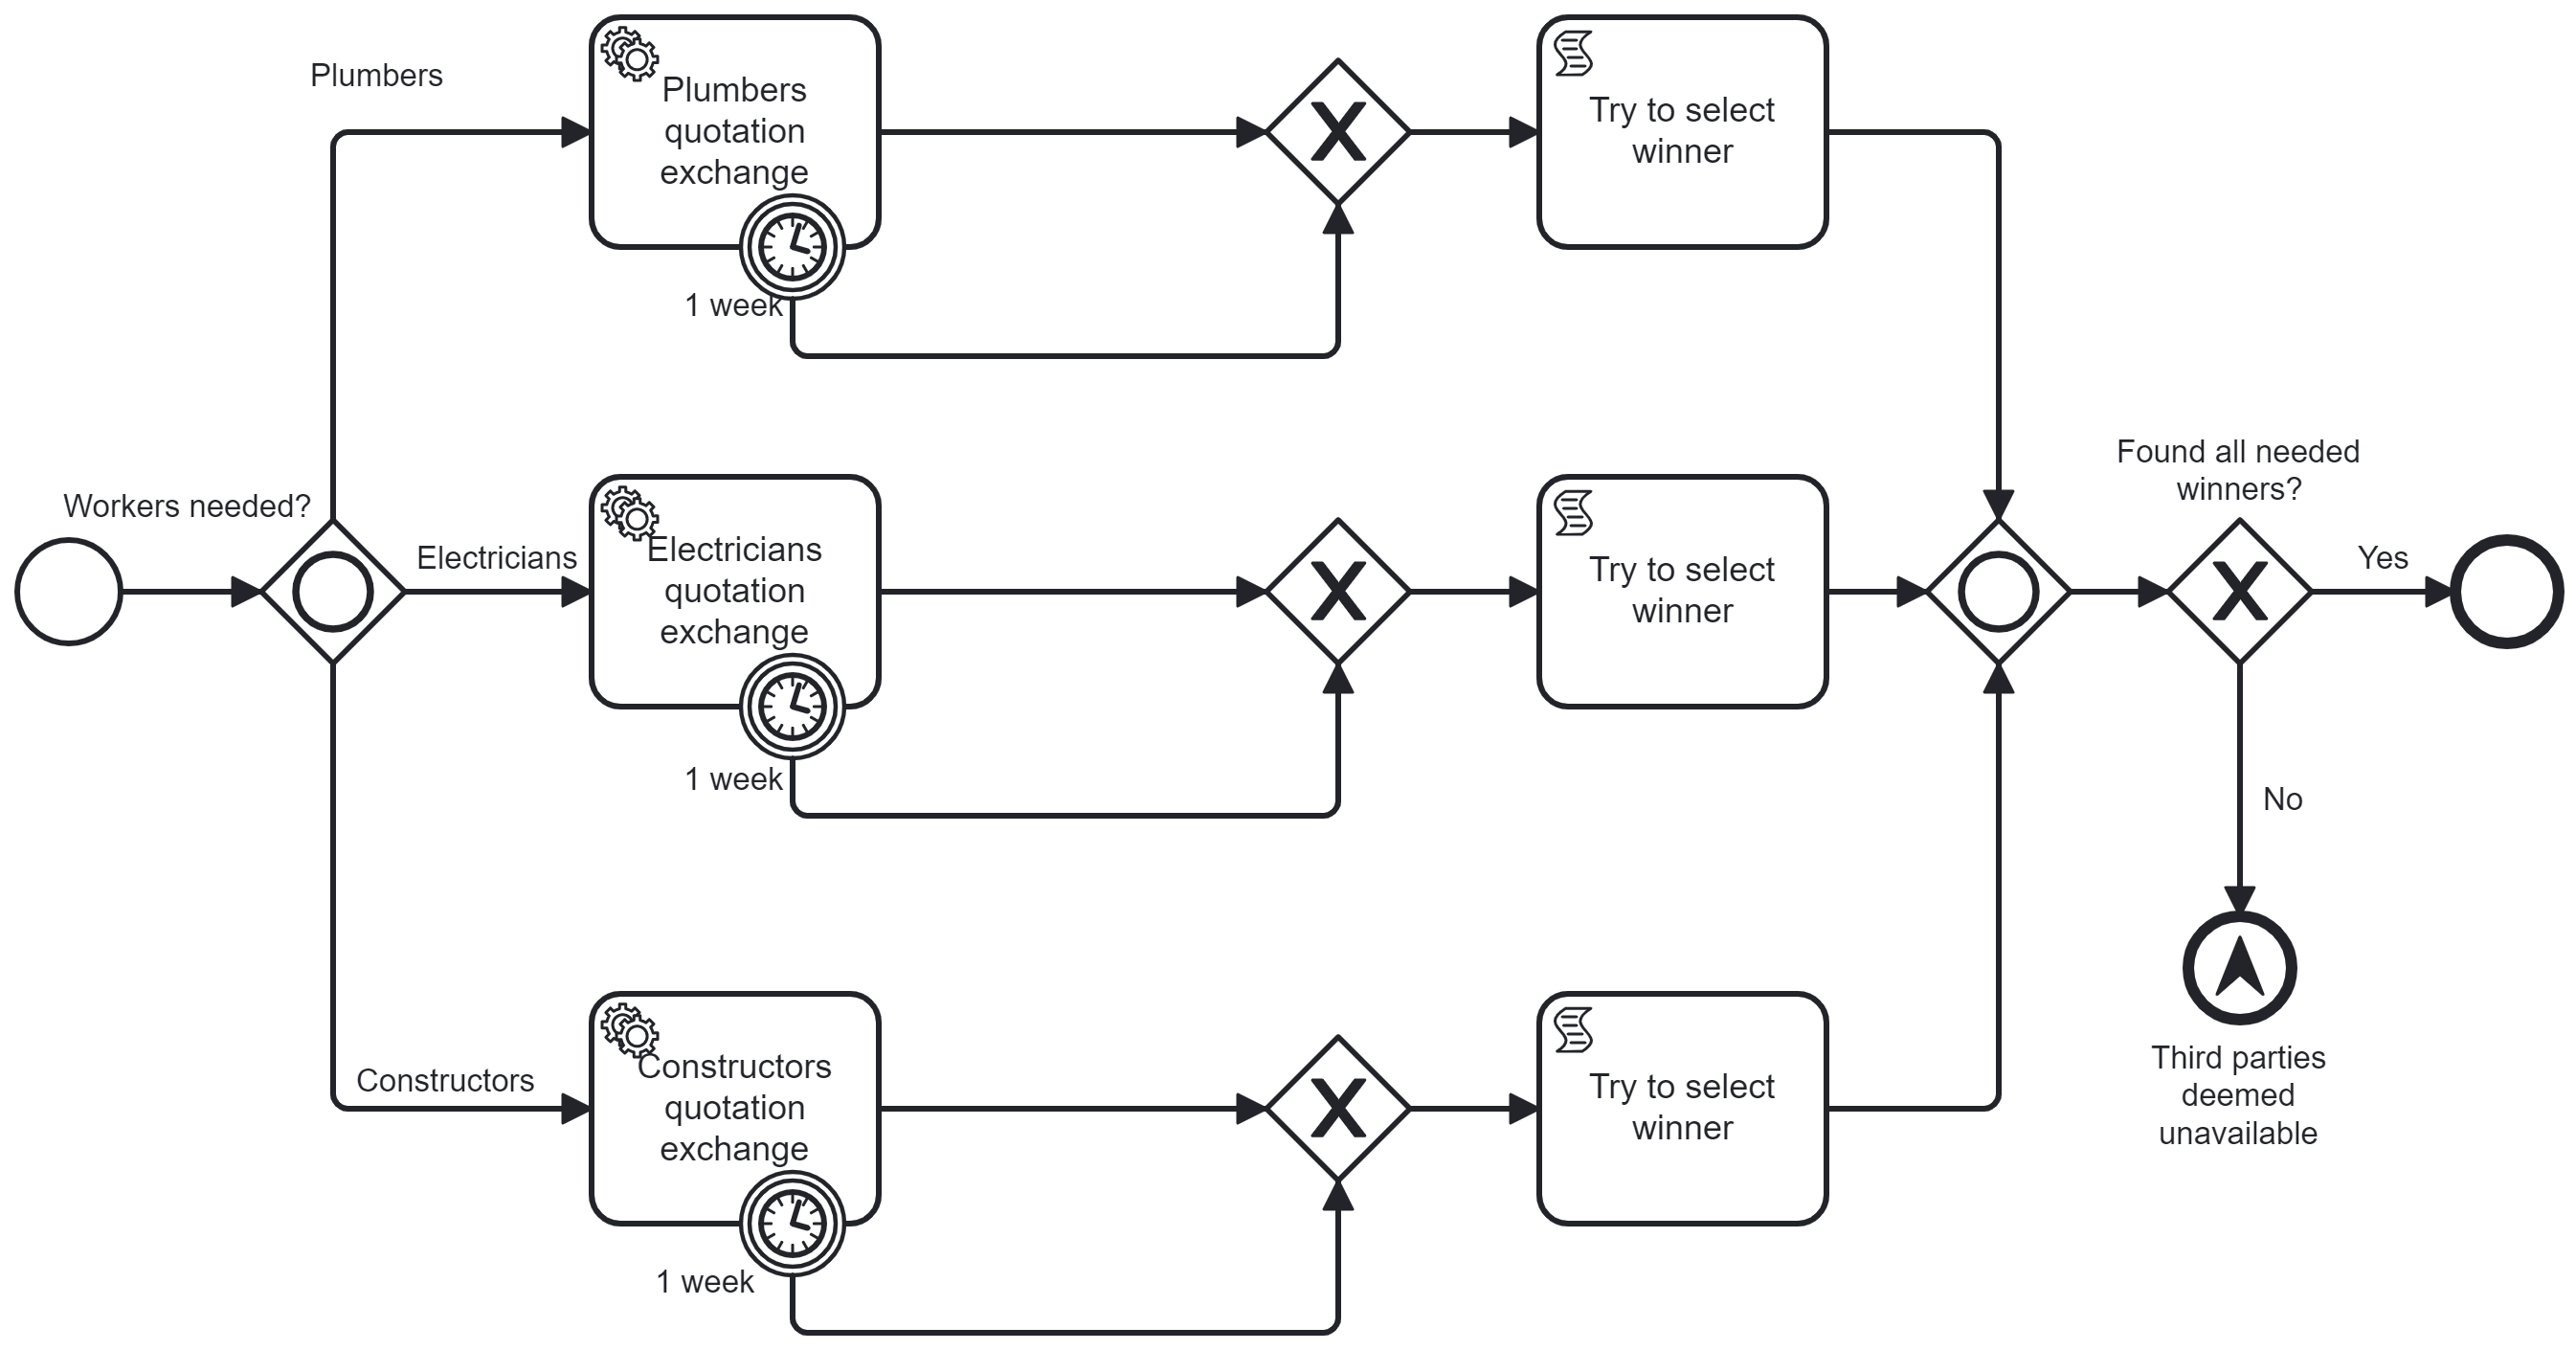 Plumbers
Plumbers
quotation
exchange
1 week
Try to select
winner
Workers needed?
Electricians
Electricians
quotation
exchange
1 week
Try to select
winner
Found all needed
winners?
Yes
No
Constructors
Constructors
quotation
exchange
1 week
Try to select
winner
Third parties
deemed
unavailable